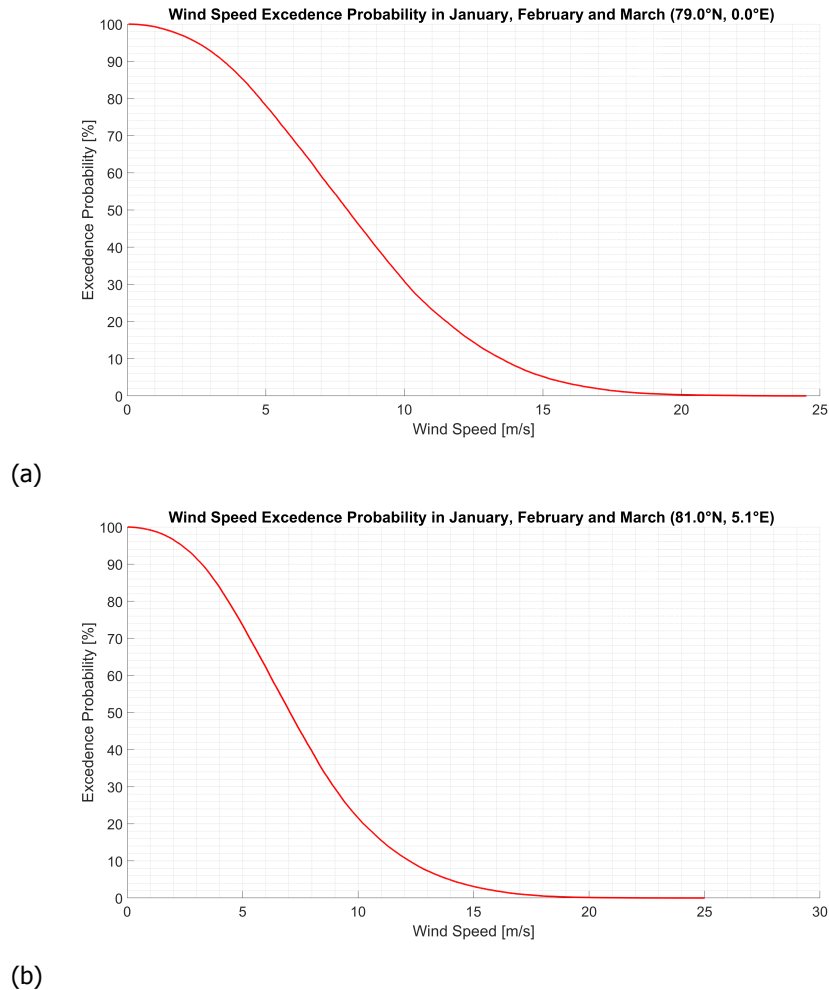 Wind Speed Excedence Probability in January, February and March (79.0°N, 0.0°E)
100
90
80
70
60
50
40
30
20
10
0
Excedence Probability [%]
0 5 10 15 20 25
Wind Speed [m/s]
(a)
Wind Speed Excedence Probability in January, February and March (81.0°N, 5.1°E)
100
90
80
70
60
50
40
30
20
10
0
Excedence Probability [%]
0 5 10 15 20 25 30
Wind Speed [m/s]
(b)